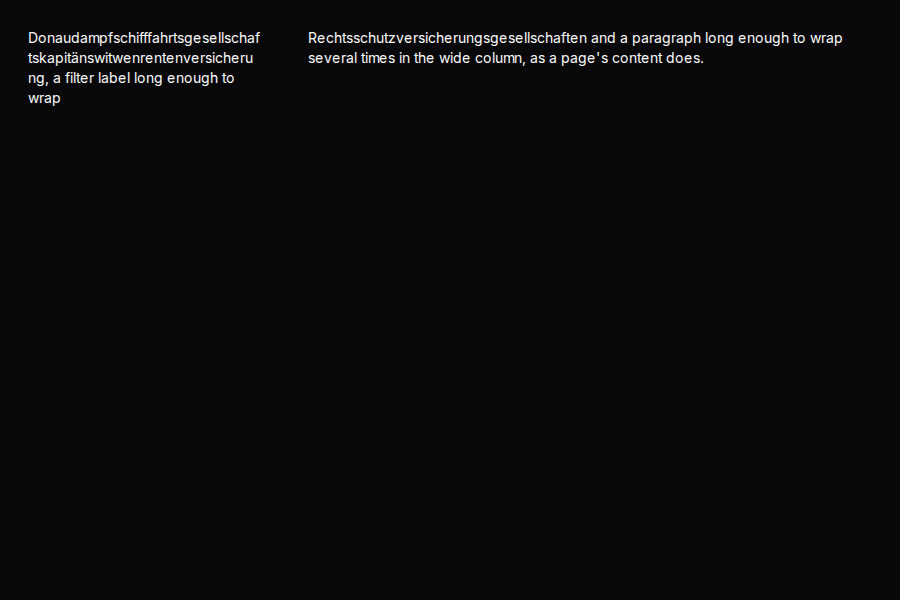 Donaudampfschifffahrtsgesellschaf
tskapitänswitwenrentenversicheru
ng, a filter label long enough to
wrap
Rechtsschutzversicherungsgesellschaften and a paragraph long enough to wrap
several times in the wide column, as a page's content does.